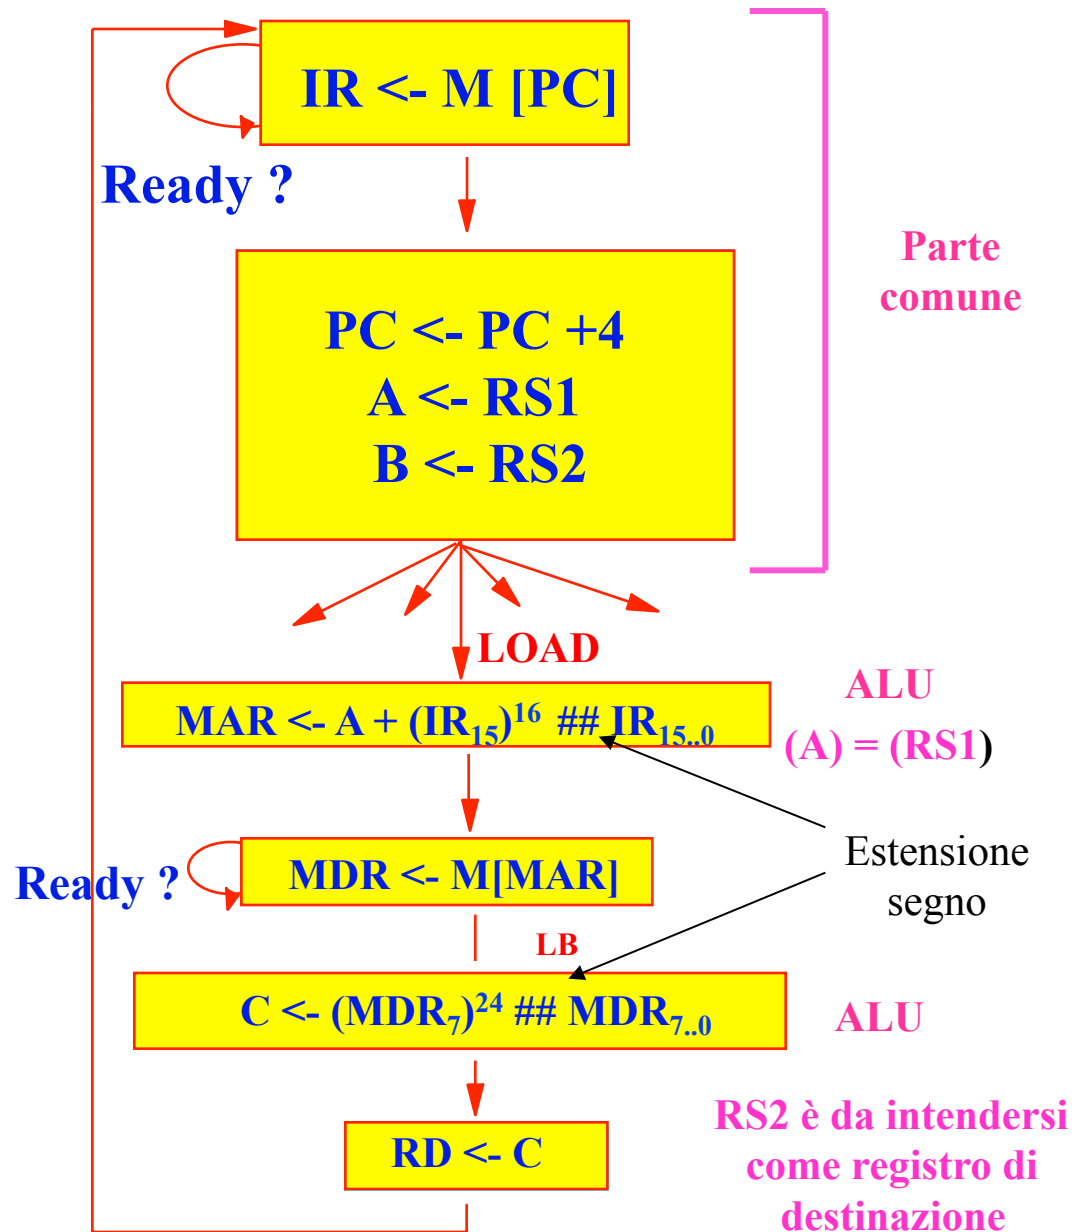 IR <- M [PC]
Ready ?
Parte
comune
PC <- PC +4
A <- RS1
B <- RS2
LOAD
ALU
MAR <- A + (IR₁₅)¹⁶ ## IR₁₅..₀
(A) = (RS1)
Estensione
segno
Ready ?
MDR <- M[MAR]
LB
C <- (MDR₇)²⁴ ## MDR₇..₀
ALU
RS2 è da intendersi
come registro di
destinazione
RD <- C